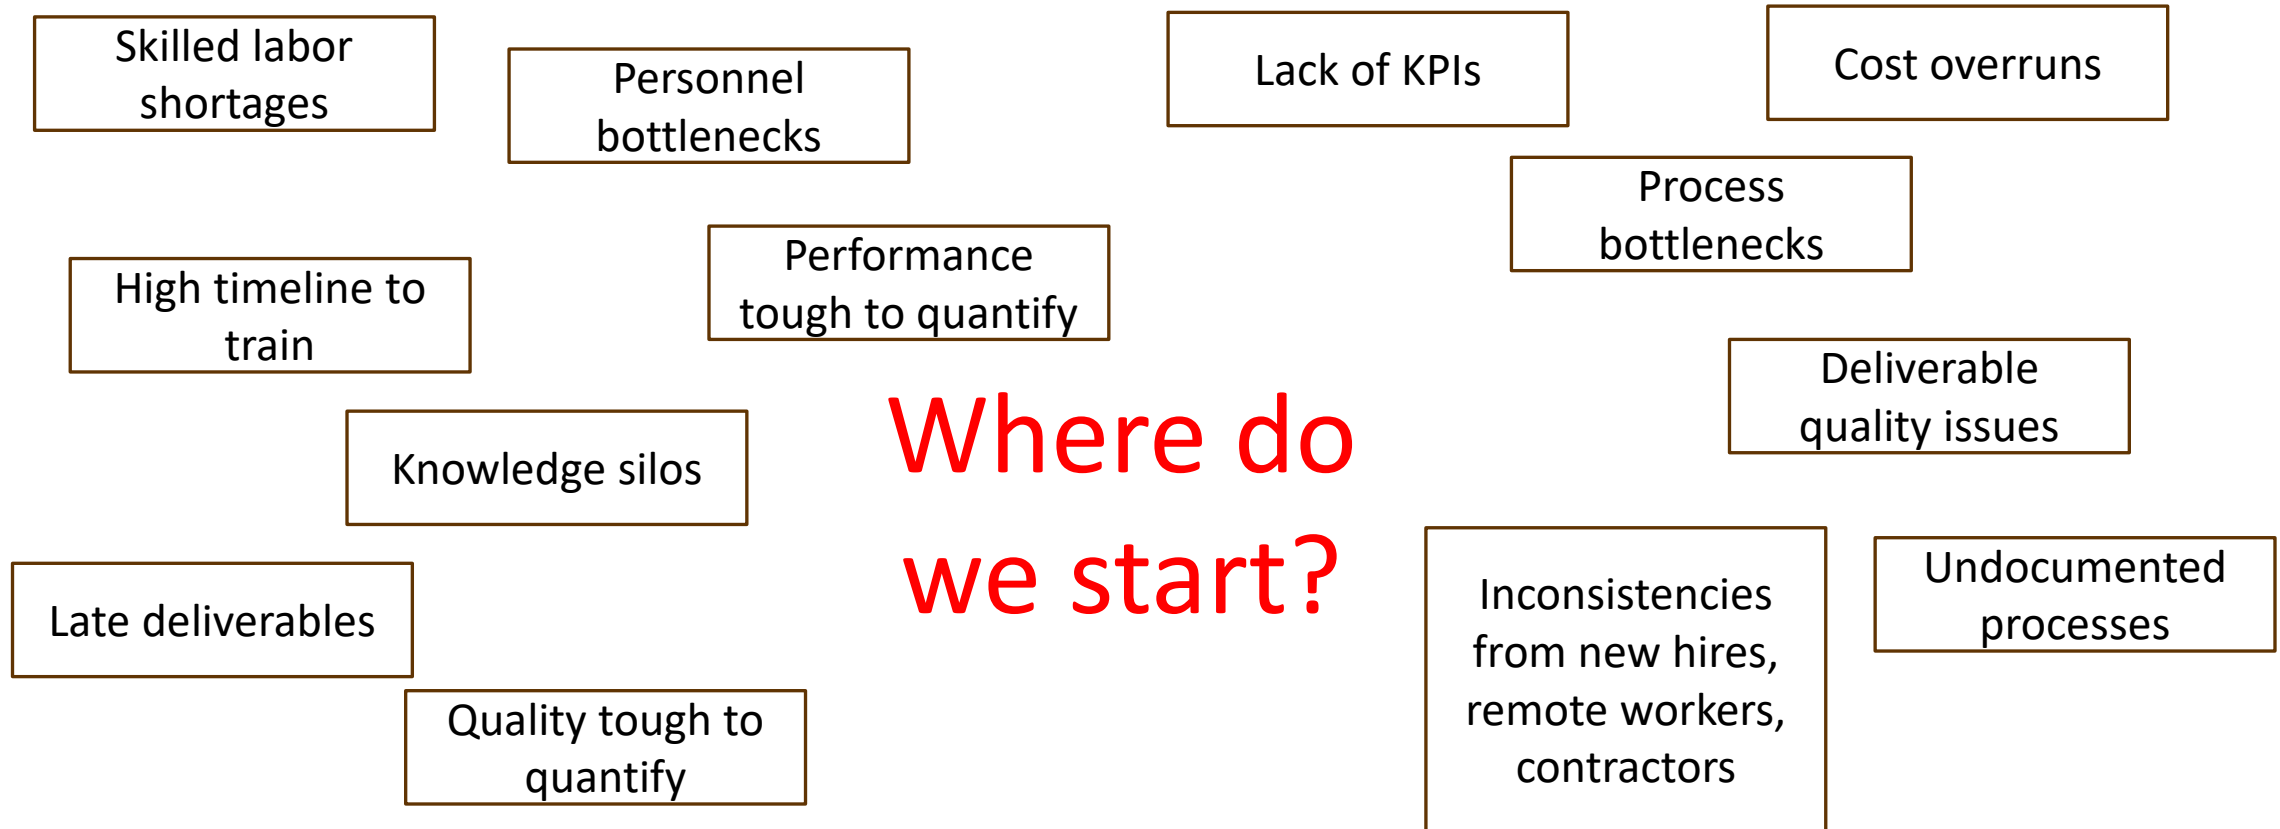 Skilled labor
shortages
Personnel
bottlenecks
Lack of KPIs
Cost overruns
Process
bottlenecks
Performance
tough to quantify
High timeline to
train
Deliverable
quality issues
Knowledge silos
Where do
we start?
Late deliverables
Inconsistencies
from new hires,
remote workers,
contractors
Undocumented
processes
Quality tough to
quantify